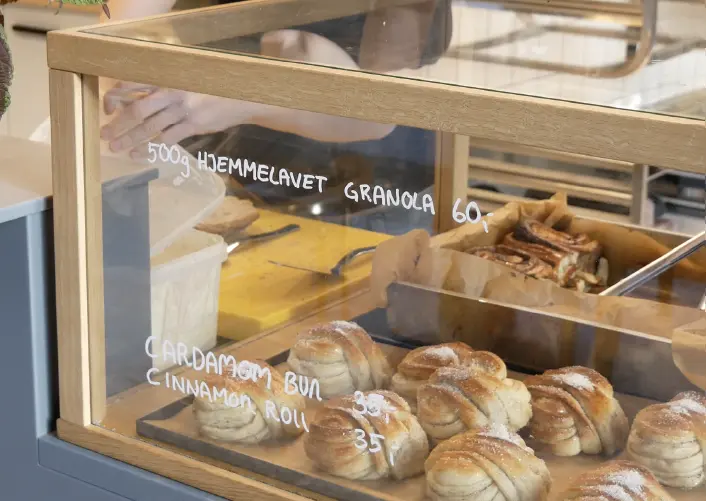 500g HJEMMELAVET GRANOLA 60,-
CARDAMOM BUN 35,-
CINNAMON ROLL 35,-